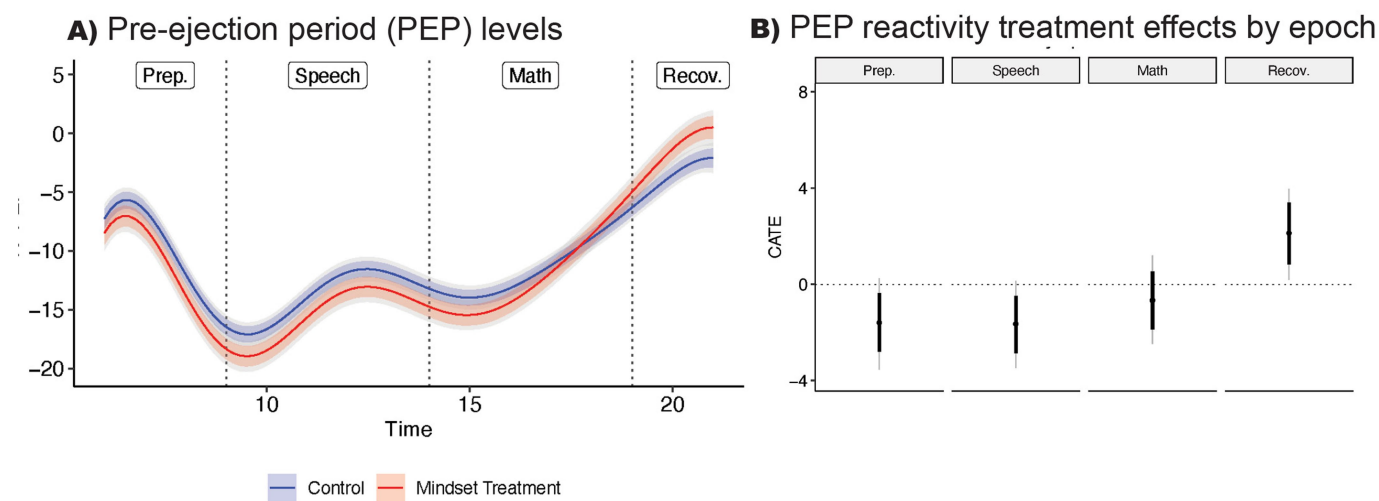 A) Pre-ejection period (PEP) levels
Prep.
Speech
Math
Recov.
5
0
−5
−10
−15
−20
10
15
20
Time
Control
Mindset Treatment
B) PEP reactivity treatment effects by epoch
Prep.
Speech
Math
Recov.
8
4
0
−4
CATE